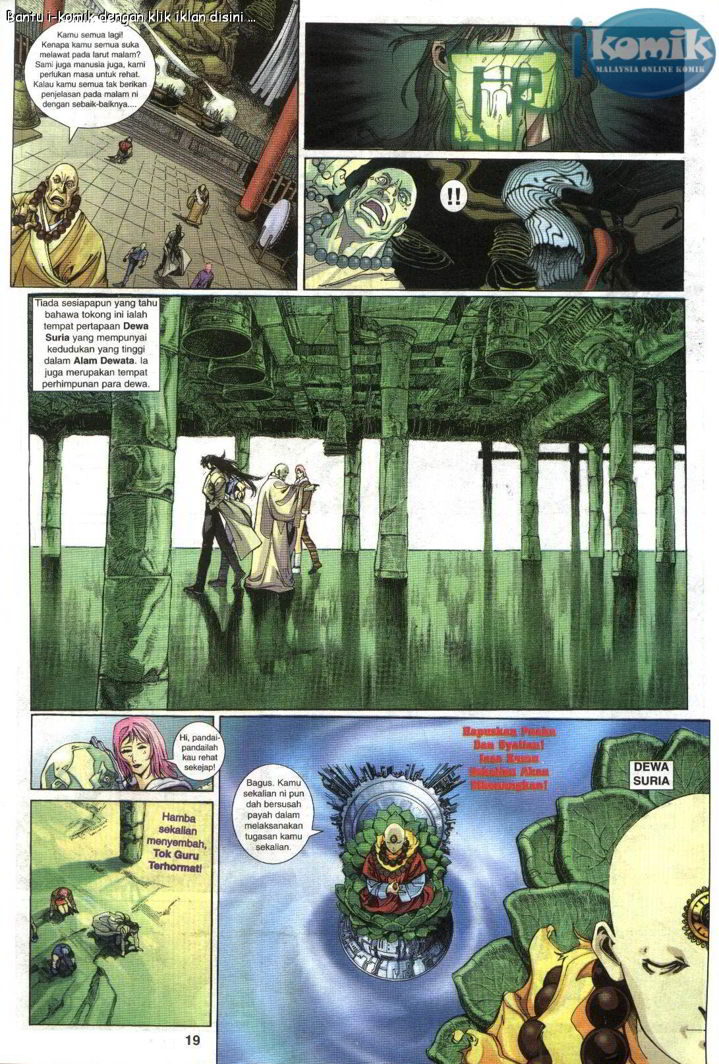 Bantu i-komik dengan klik iklan disini ...
ikomik
MALAYSIA ONLINE KOMIK
Kamu semua lagi!
Kenapa kamu semua suka
melawat pada larut malam?
Sami juga manusia juga, kami
perlukan masa untuk rehat.
Kalau kamu semua tak berikan
penjelasan pada malam ni
dengan sebaik-baiknya....
!!
Tiada sesiapapun yang tahu
bahawa tokong ini ialah
tempat pertapaan Dewa
Suria yang mempunyai
kedudukan yang tinggi
dalam Alam Dewata. Ia
juga merupakan tempat
perhimpunan para dewa.
Hi, pandai-
pandailah
kau rehat
sekejap!
Hamba
sekalian
menyembah,
Tok Guru
Terhormat!
Bagus. Kamu
sekalian ni pun
dah bersusah
payah dalam
melaksanakan
tugasan kamu
sekalian.
Hapuskan
Dan Syaitan!
Jasa Kamu
Sekalian Akan
Dikenangkan!
DEWA
SURIA
19